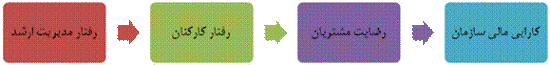 رفتار مدیریت ارشد
رفتار کارکنان
رضایت مشتریان
کارایی مالی سازمان